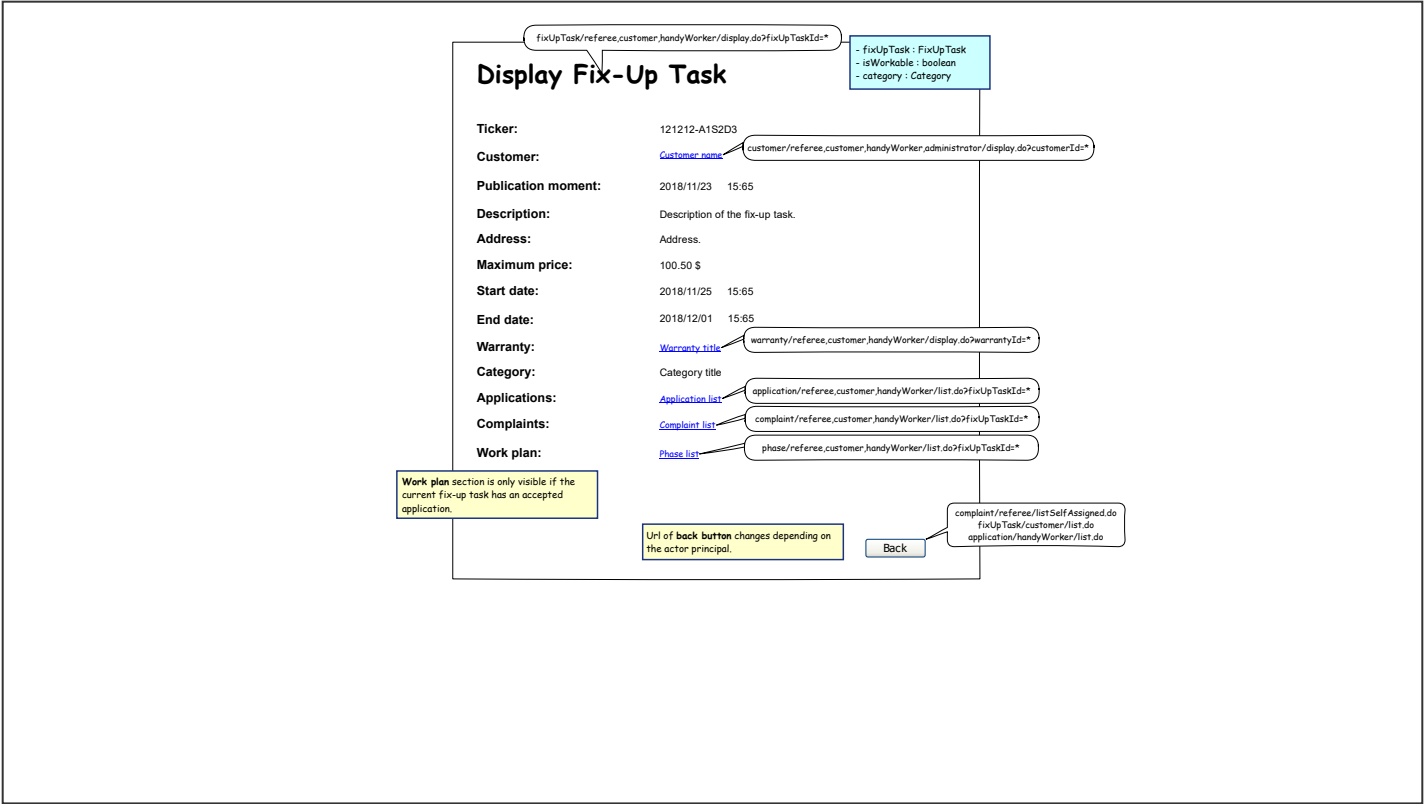 fixUpTask/referee,customer,handyWorker/display.do?fixUpTaskId=*
- fixUpTask : FixUpTask
- isWorkable : boolean
- category : Category
Display Fix-Up Task
Ticker: 121212-A1S2D3
Customer: Customer name customer/referee,customer,handyWorker,administrator/display.do?customerId=*
Publication moment: 2018/11/23 15:65
Description: Description of the fix-up task.
Address: Address.
Maximum price: 100.50 $
Start date: 2018/11/25 15:65
End date: 2018/12/01 15:65
Warranty: Warranty title warranty/referee,customer,handyWorker/display.do?warrantyId=*
Category: Category title
Applications: Application list application/referee,customer,handyWorker/list.do?fixUpTaskId=*
Complaints: Complaint list complaint/referee,customer,handyWorker/list.do?fixUpTaskId=*
Work plan: Phase list phase/referee,customer,handyWorker/list.do?fixUpTaskId=*
Work plan section is only visible if the
current fix-up task has an accepted
application.
Url of back button changes depending on
the actor principal.
Back
complaint/referee/listSelfAssigned.do
fixUpTask/customer/list.do
application/handyWorker/list.do